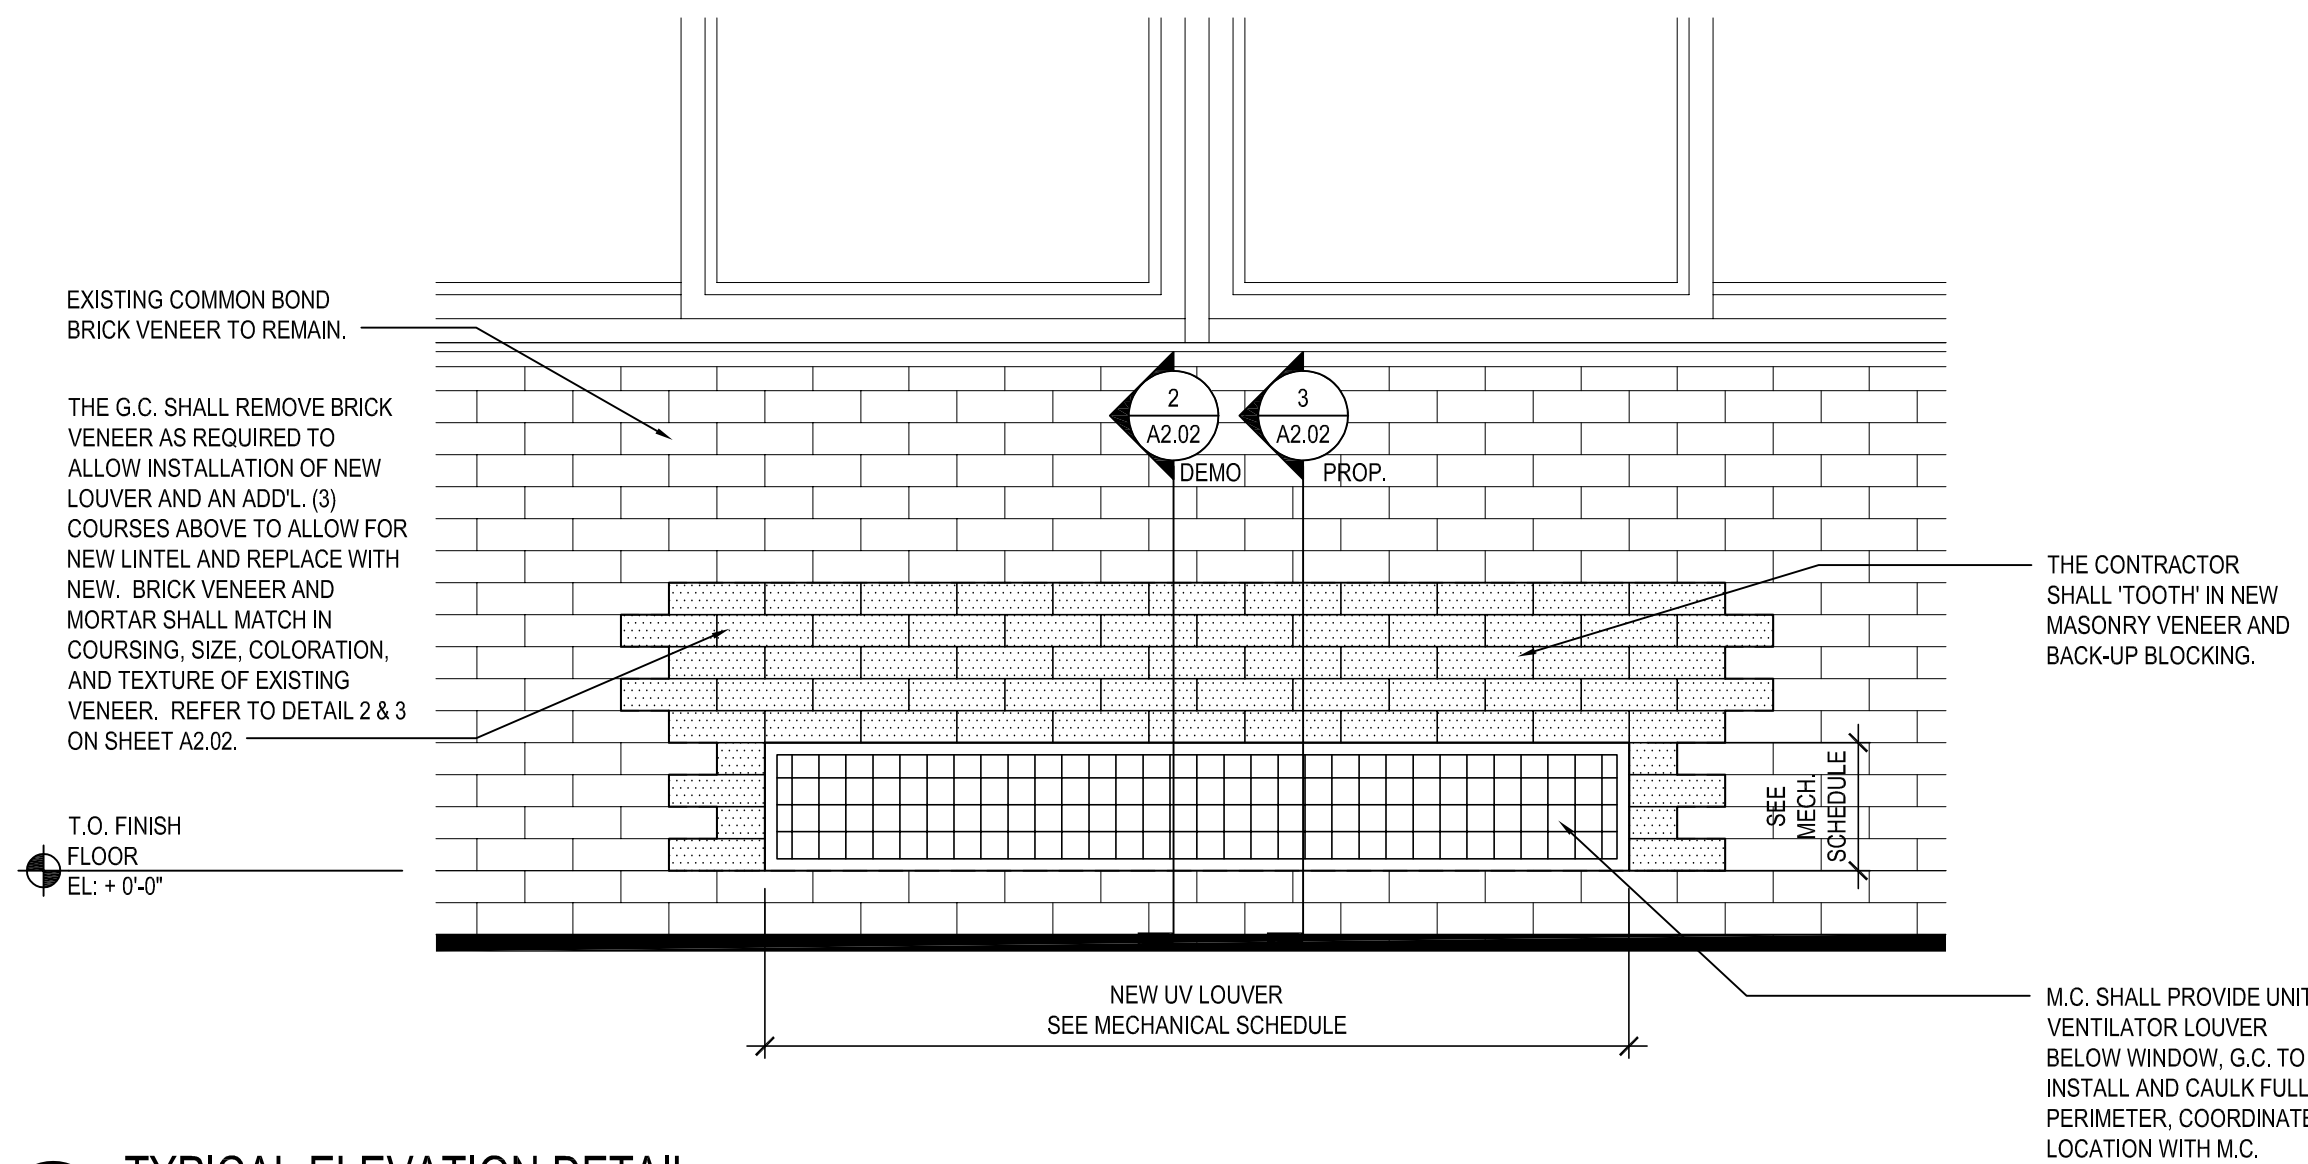 EXISTING COMMON BOND
BRICK VENEER TO REMAIN.
THE G.C. SHALL REMOVE BRICK
VENEER AS REQUIRED TO
ALLOW INSTALLATION OF NEW
LOUVER AND AN ADD'L. (3)
COURSES ABOVE TO ALLOW FOR
NEW LINTEL AND REPLACE WITH
NEW. BRICK VENEER AND
MORTAR SHALL MATCH IN
COURSING, SIZE, COLORATION,
AND TEXTURE OF EXISTING
VENEER. REFER TO DETAIL 2 & 3
ON SHEET A2.02.
T.O. FINISH
FLOOR
EL: + 0'-0"
2
A2.02
DEMO
3
A2.02
PROP.
THE CONTRACTOR
SHALL 'TOOTH' IN NEW
MASONRY VENEER AND
BACK-UP BLOCKING.
SEE
MECH.
SCHEDULE
NEW UV LOUVER
SEE MECHANICAL SCHEDULE
M.C. SHALL PROVIDE UNIT
VENTILATOR LOUVER
BELOW WINDOW, G.C. TO
INSTALL AND CAULK FULL
PERIMETER, COORDINATE
LOCATION WITH M.C.
TYPICAL ELEVATION DETAIL